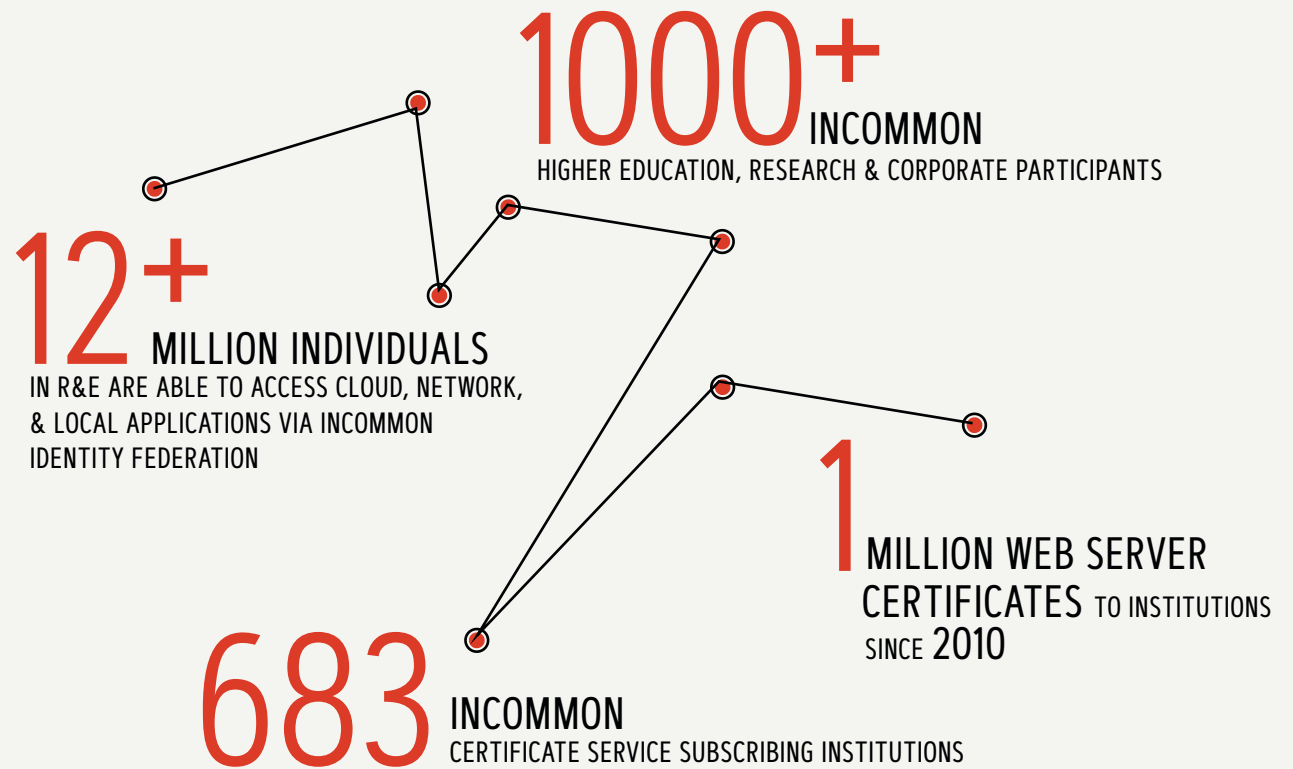 1000+
INCOMMON
HIGHER EDUCATION, RESEARCH & CORPORATE PARTICIPANTS
12+
MILLION INDIVIDUALS
IN R&E ARE ABLE TO ACCESS CLOUD, NETWORK,
& LOCAL APPLICATIONS VIA INCOMMON
IDENTITY FEDERATION
1
MILLION WEB SERVER
CERTIFICATES TO INSTITUTIONS
SINCE 2010
683
INCOMMON
CERTIFICATE SERVICE SUBSCRIBING INSTITUTIONS